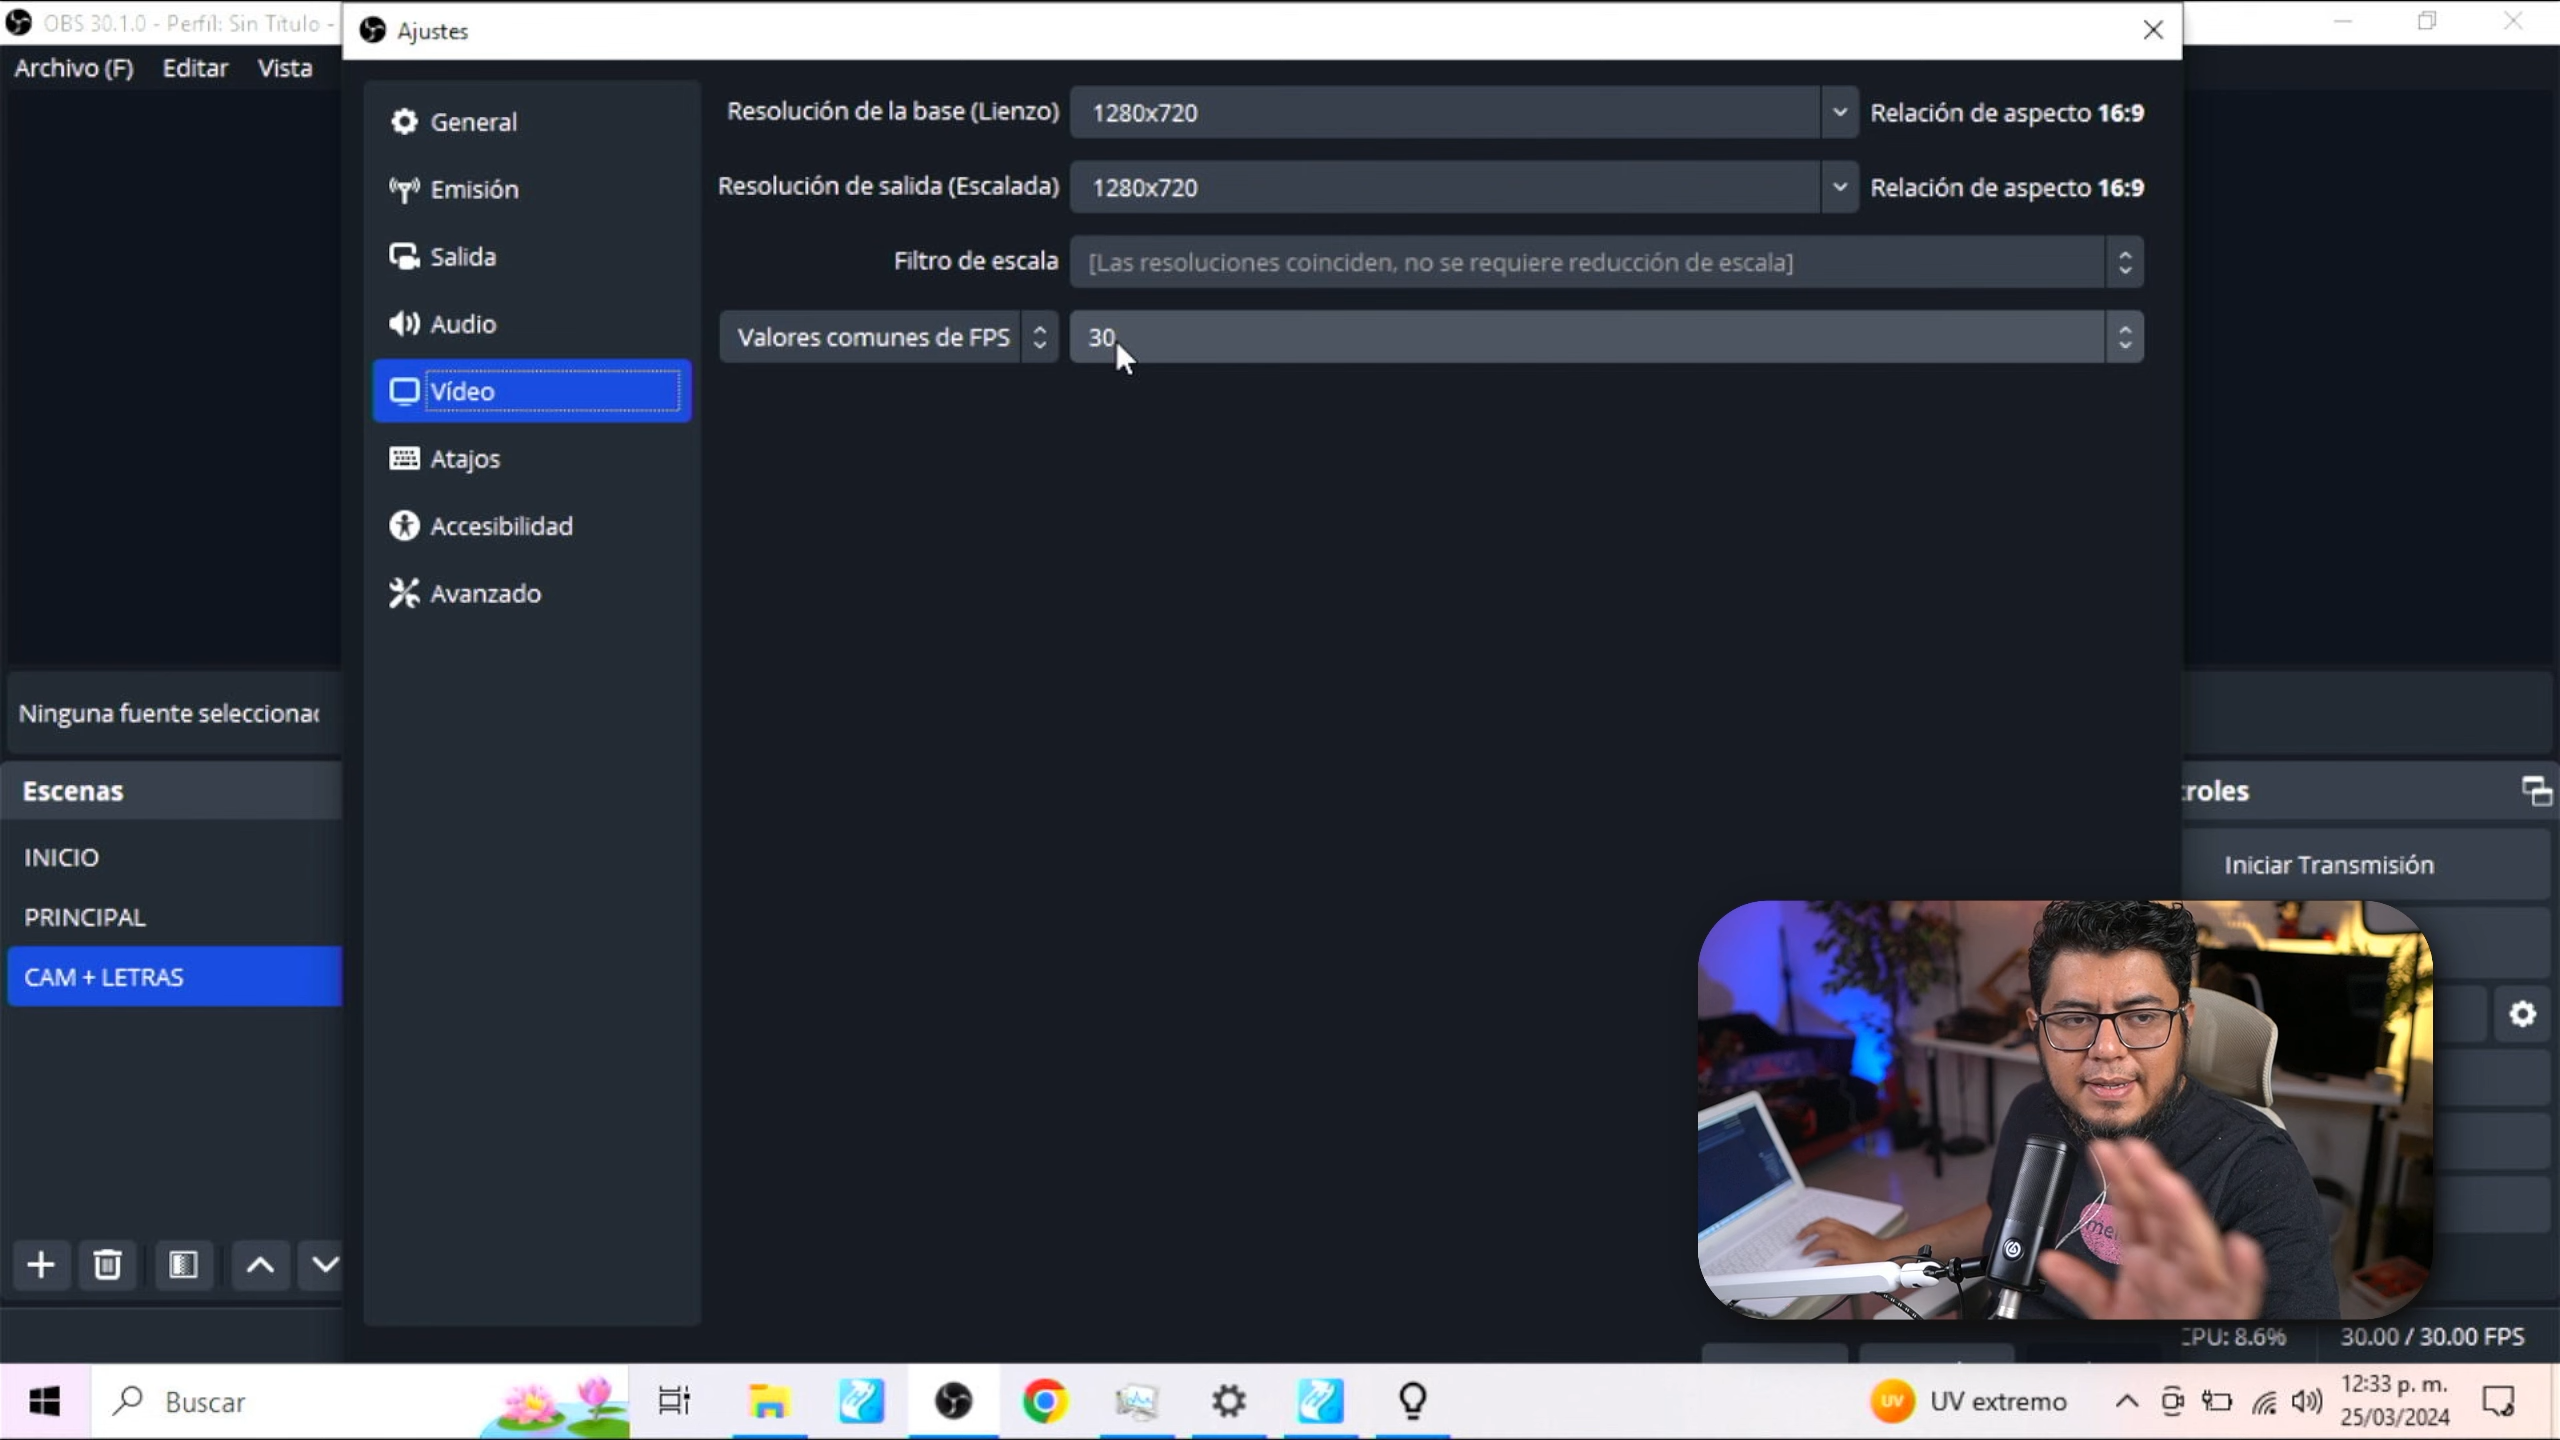 OBS 30.1.0 - Perfil: Sin Título -
Ajustes
Archivo (F) Editar Vista
General
Emisión
Salida
Audio
Vídeo
Atajos
Accesibilidad
Avanzado
Resolución de la base (Lienzo) 1280x720 Relación de aspecto 16:9
Resolución de salida (Escalada) 1280x720 Relación de aspecto 16:9
Filtro de escala [Las resoluciones coinciden, no se requiere reducción de escala]
Valores comunes de FPS 30
Ninguna fuente
Escenas
INICIO
PRINCIPAL
CAM + LETRAS
Iniciar Transmisión
CPU: 8.6% 30.00 / 30.00 FPS
Buscar
UV
UV extremo
12:33 p. m.
25/03/2024